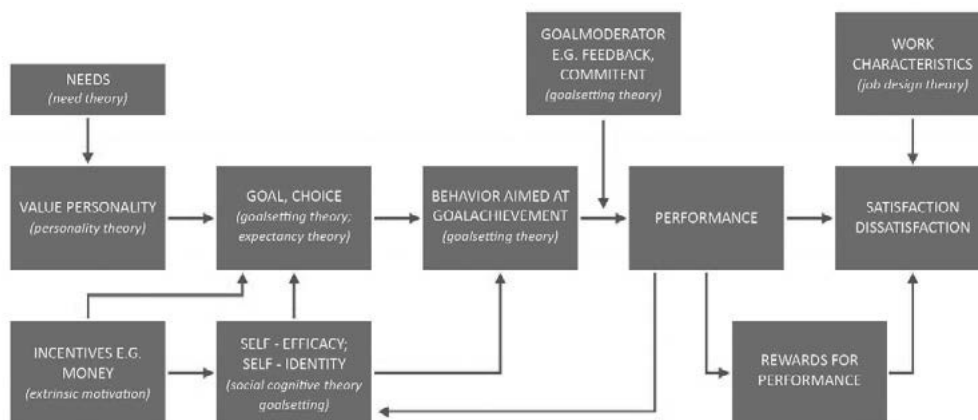 GOALMODERATOR
E.G. FEEDBACK,
COMMITENT
(goalsetting theory)
WORK
CHARACTERISTICS
(job design theory)
NEEDS
(need theory)
VALUE PERSONALITY
(personality theory)
GOAL, CHOICE
(goalsetting theory;
expectancy theory)
BEHAVIOR AIMED AT
GOALACHIEVEMENT
(goalsetting theory)
PERFORMANCE
SATISFACTION
DISSATISFACTION
INCENTIVES E.G.
MONEY
(extrinsic motivation)
SELF - EFFICACY;
SELF - IDENTITY
(social cognitive theory
goalsetting)
REWARDS FOR
PERFORMANCE